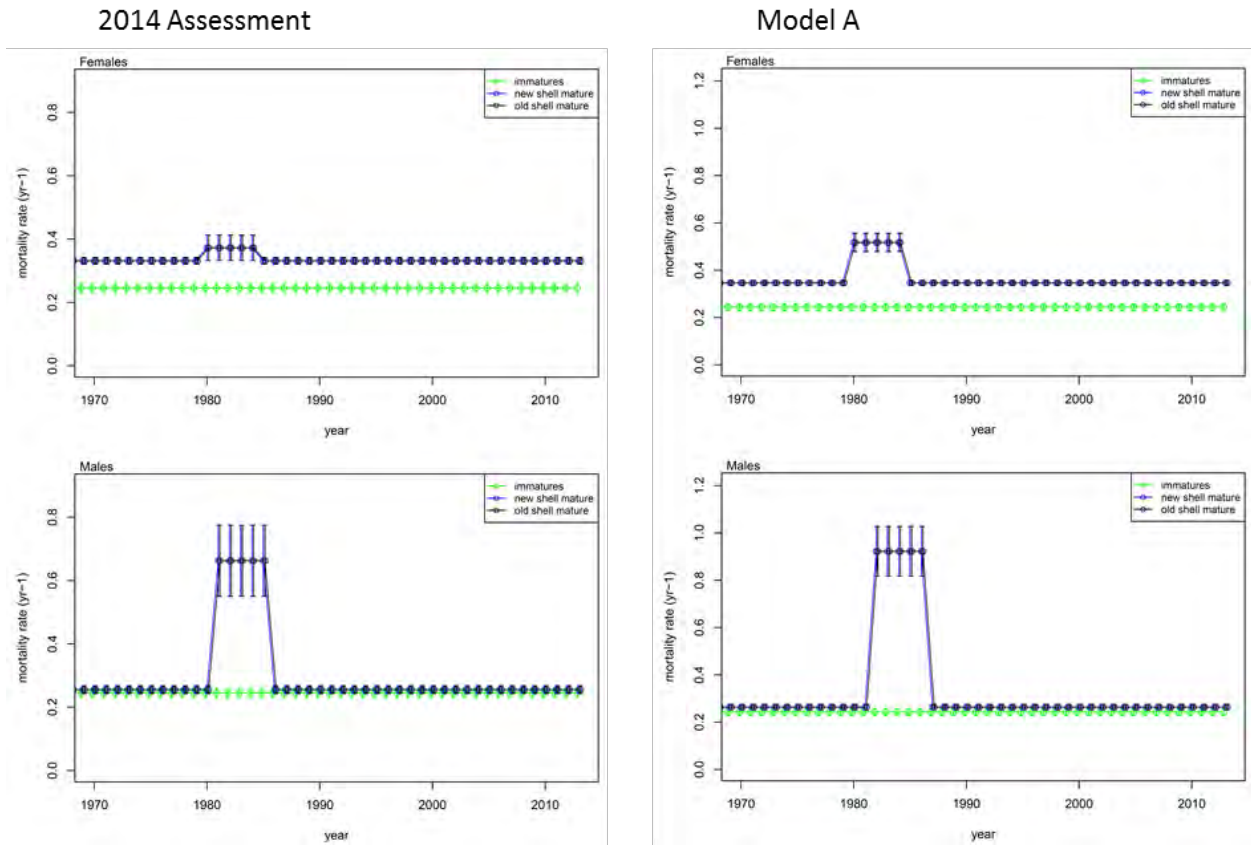 2014 Assessment
Model A
Females
immatures
new shell mature
old shell mature
mortality rate (yr−1)
0.0 0.2 0.4 0.6 0.8
1970 1980 1990 2000 2010
year
Females
immatures
new shell mature
old shell mature
mortality rate (yr−1)
0.0 0.2 0.4 0.6 0.8 1.0 1.2
1970 1980 1990 2000 2010
year
Males
immatures
new shell mature
old shell mature
mortality rate (yr−1)
0.0 0.2 0.4 0.6 0.8
1970 1980 1990 2000 2010
year
Males
immatures
new shell mature
old shell mature
mortality rate (yr−1)
0.0 0.2 0.4 0.6 0.8 1.0 1.2
1970 1980 1990 2000 2010
year